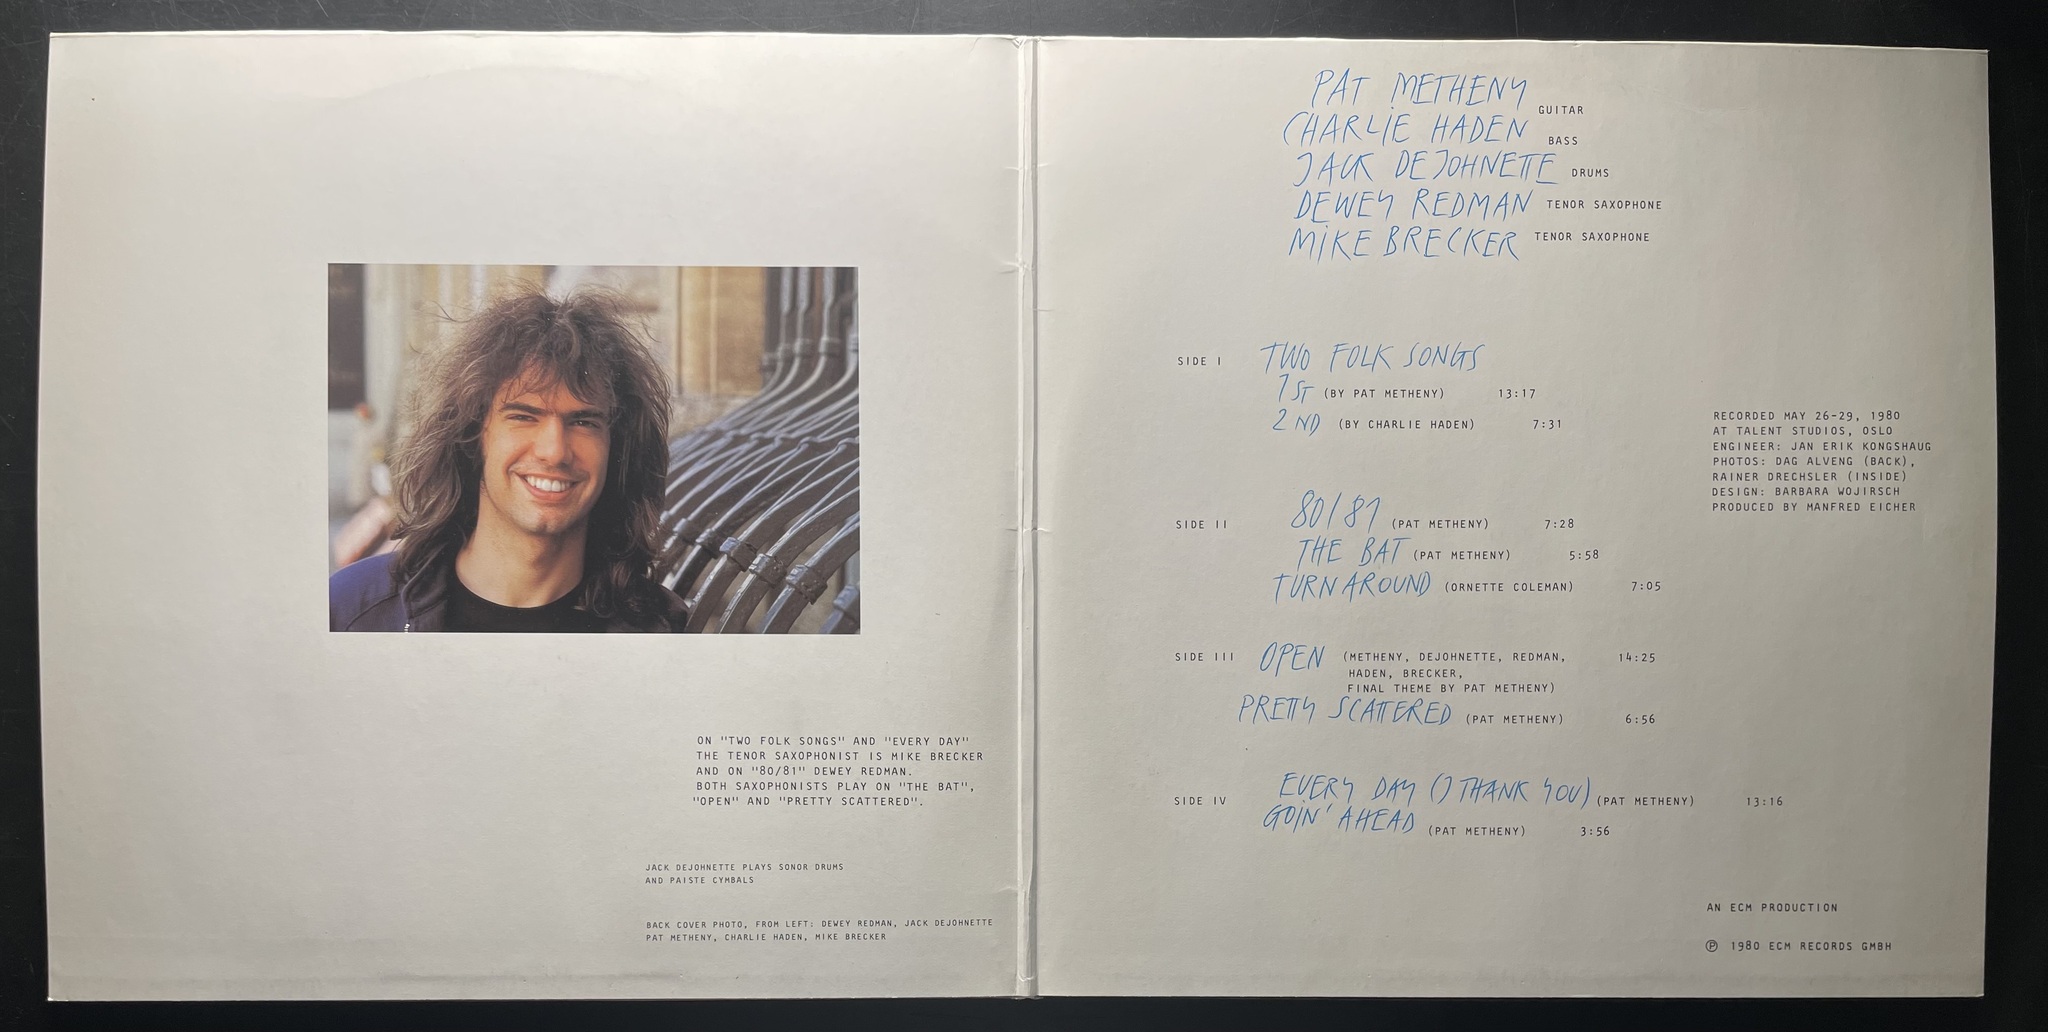 ON "TWO FOLK SONGS" AND "EVERY DAY"
THE TENOR SAXOPHONIST IS MIKE BRECKER
AND ON "80/81" DEWEY REDMAN.
BOTH SAXOPHONISTS PLAY ON "THE BAT",
"OPEN" AND "PRETTY SCATTERED".
JACK DEJOHNETTE PLAYS SONOR DRUMS
AND PAISTE CYMBALS
BACK COVER PHOTO, FROM LEFT: DEWEY REDMAN, JACK DEJOHNETTE
PAT METHENY, CHARLIE HADEN, MIKE BRECKER
PAT METHENY GUITAR
CHARLIE HADEN BASS
JACK DEJOHNETTE DRUMS
DEWEY REDMAN TENOR SAXOPHONE
MIKE BRECKER TENOR SAXOPHONE
SIDE I TWO FOLK SONGS
1ST (BY PAT METHENY) 13:17
2ND (BY CHARLIE HADEN) 7:31
SIDE II 80/81 (PAT METHENY) 7:28
THE BAT (PAT METHENY) 5:58
TURNAROUND (ORNETTE COLEMAN) 7:05
SIDE III OPEN (METHENY, DEJOHNETTE, REDMAN, 14:25
HADEN, BRECKER,
FINAL THEME BY PAT METHENY)
PRETTY SCATTERED (PAT METHENY) 6:56
SIDE IV EVERY DAY (I THANK YOU) (PAT METHENY) 13:16
GOIN' AHEAD (PAT METHENY) 3:56
RECORDED MAY 26-29, 1980
AT TALENT STUDIOS, OSLO
ENGINEER: JAN ERIK KONGSHAUG
PHOTOS: DAG ALVENG (BACK),
RAINER DRECHSLER (INSIDE)
DESIGN: BARBARA WOJIRSCH
PRODUCED BY MANFRED EICHER
AN ECM PRODUCTION
℗ 1980 ECM RECORDS GMBH